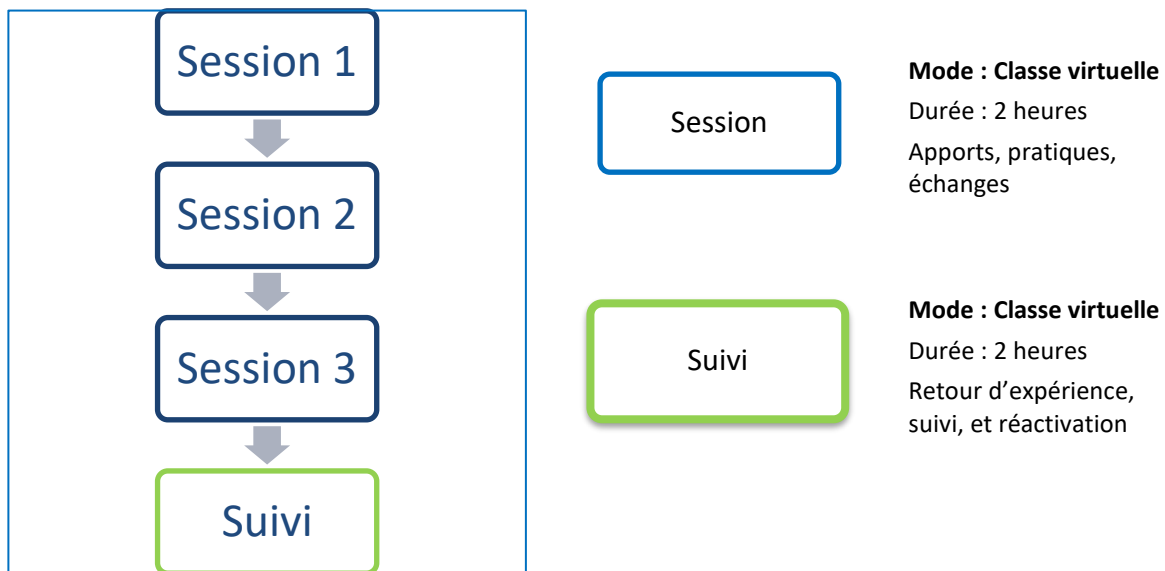 Session 1
Session 2
Session 3
Suivi
Session
Mode : Classe virtuelle
Durée : 2 heures
Apports, pratiques,
échanges
Suivi
Mode : Classe virtuelle
Durée : 2 heures
Retour d’expérience,
suivi, et réactivation